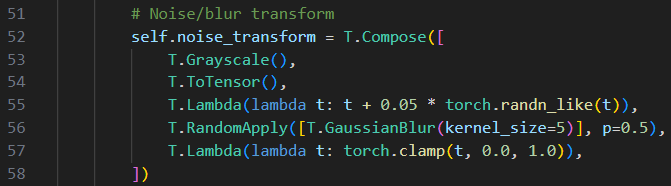 51 # Noise/blur transform
52 self.noise_transform = T.Compose([
53 T.Grayscale(),
54 T.ToTensor(),
55 T.Lambda(lambda t: t + 0.05 * torch.randn_like(t)),
56 T.RandomApply([T.GaussianBlur(kernel_size=5)], p=0.5),
57 T.Lambda(lambda t: torch.clamp(t, 0.0, 1.0)),
58 ])